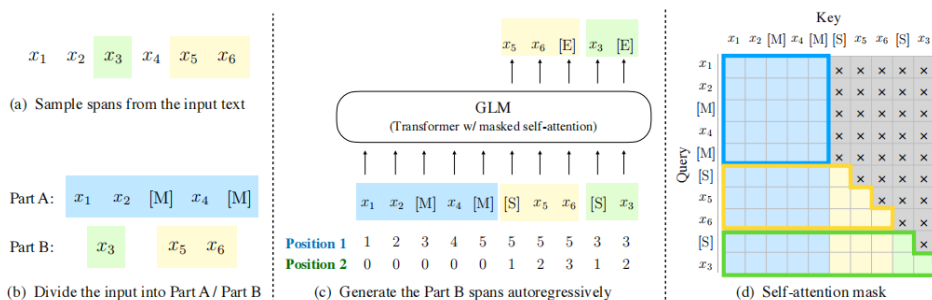 x1 x2 x3 x4 x5 x6
(a) Sample spans from the input text
Part A: x1 x2 [M] x4 [M]
Part B: x3 x5 x6
(b) Divide the input into Part A / Part B
x5 x6 [E] x3 [E]
GLM
(Transformer w/ masked self-attention)
x1 x2 [M] x4 [M] [S] x5 x6 [S] x3
Position 1 1 2 3 4 5 5 5 5 3 3
Position 2 0 0 0 0 0 1 2 3 1 2
(c) Generate the Part B spans autoregressively
Key
x1 x2 [M] x4 [M] [S] x5 x6 [S] x3
Query
x1 × × × × ×
x2 × × × × ×
[M] × × × × ×
x4 × × × × ×
[M] × × × × ×
[S] × × × ×
x5 × × ×
x6 × ×
[S] ×
x3
(d) Self-attention mask